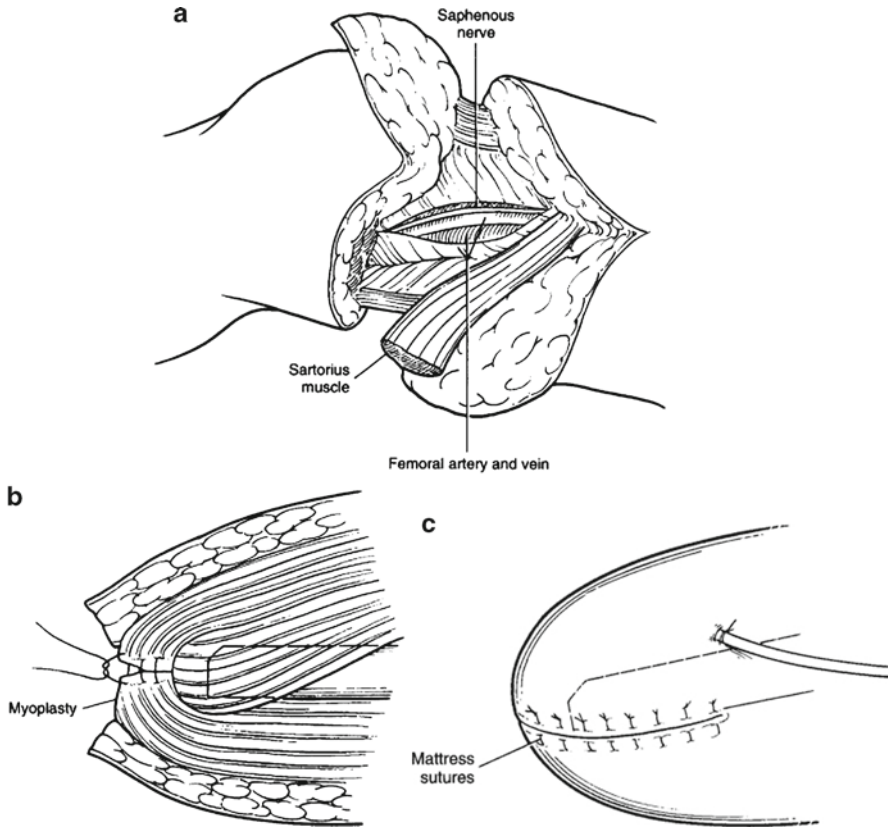 a
Saphenous
nerve
Sartorius
muscle
Femoral artery and vein
b
Myoplasty
c
Mattress
sutures